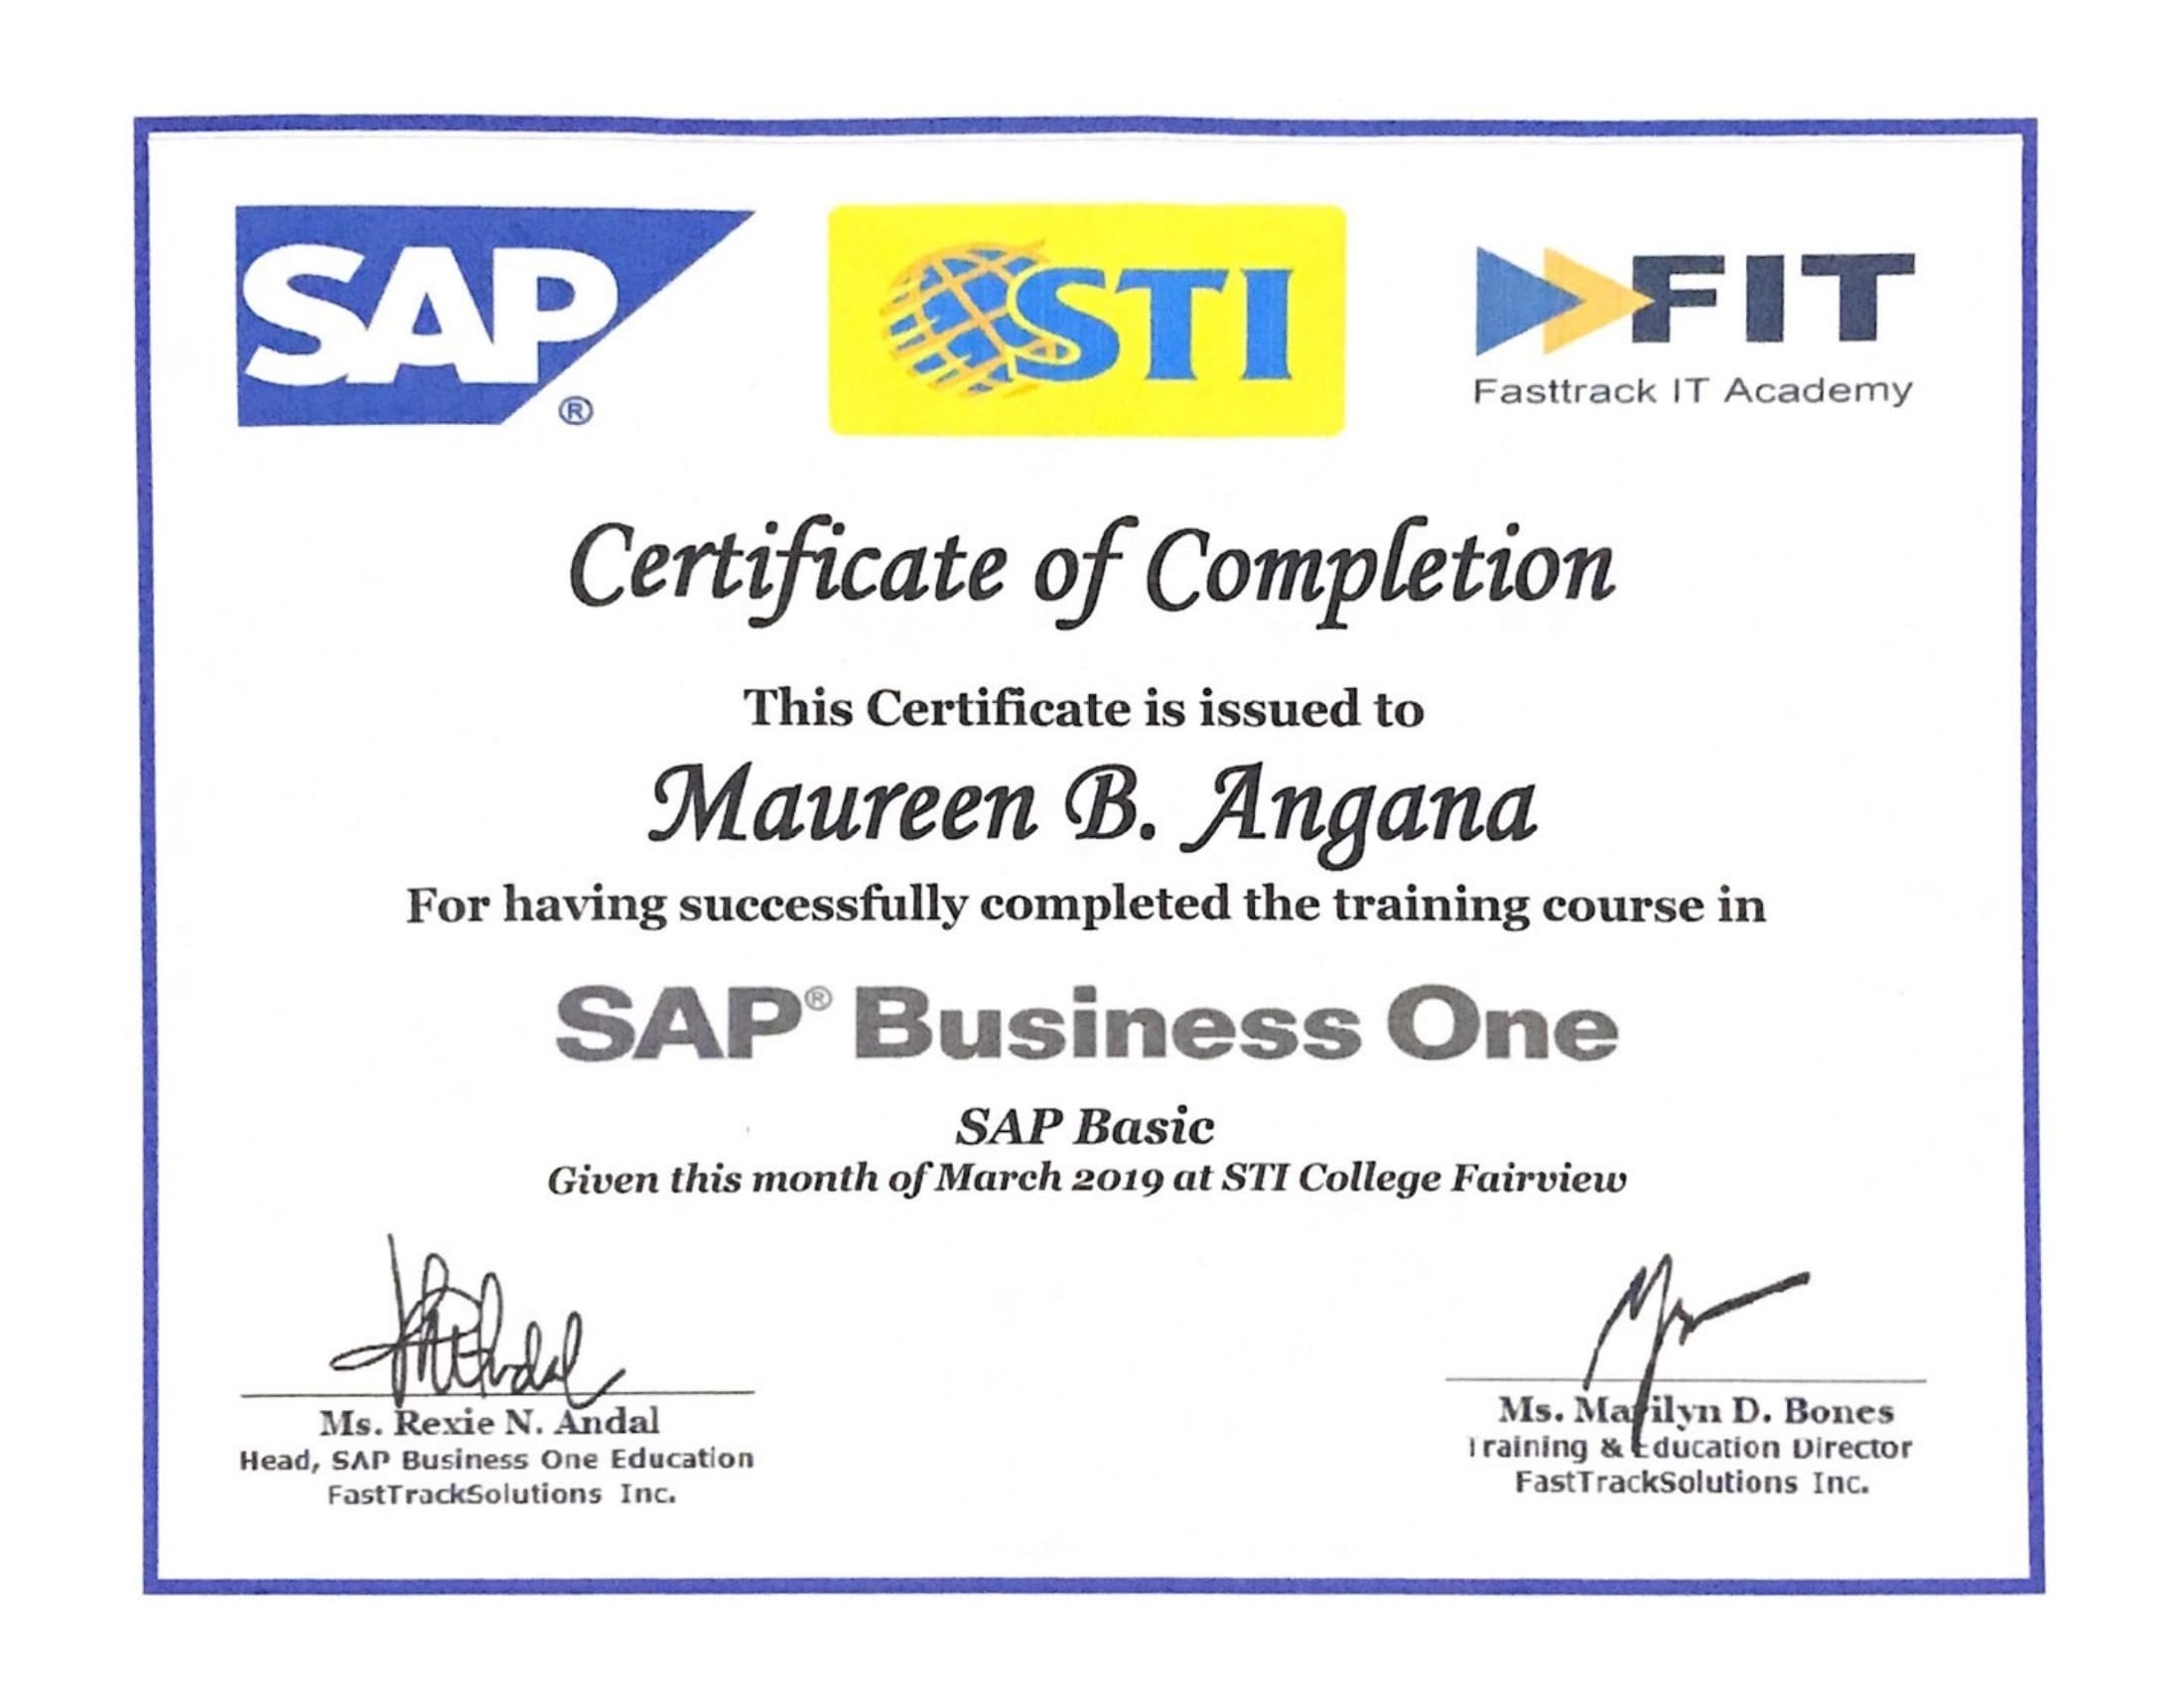 SAP ®
STI
FIT
Fasttrack IT Academy
Certificate of Completion
This Certificate is issued to
Maureen B. Angana
For having successfully completed the training course in
SAP® Business One
SAP Basic
Given this month of March 2019 at STI College Fairview
Ms. Rexie N. Andal
Head, SAP Business One Education
FastTrackSolutions Inc.
Ms. Marilyn D. Bones
Training & Education Director
FastTrackSolutions Inc.